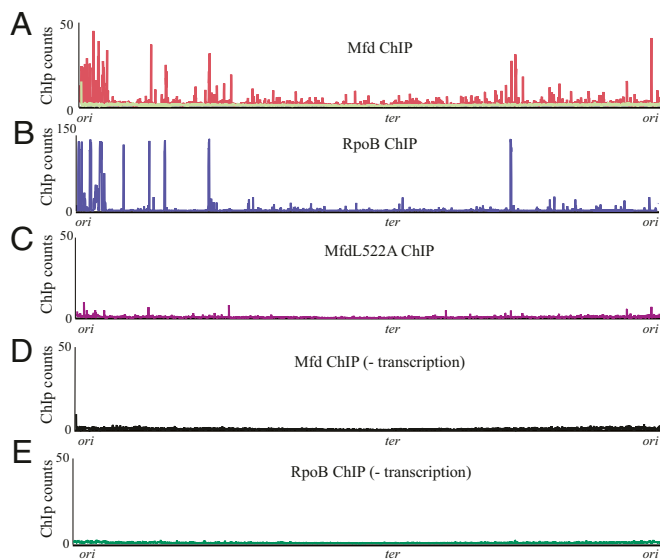 A
50
Mfd ChIP
ChIp counts
0
ori
ter
ori
B
150
RpoB ChIP
ChIp counts
0
ori
ter
ori
C
50
MfdL522A ChIP
ChIp counts
0
ori
ter
ori
D
50
Mfd ChIP (- transcription)
ChIp counts
0
ori
ter
ori
E
50
RpoB ChIP (- transcription)
ChIp counts
0
ori
ter
ori